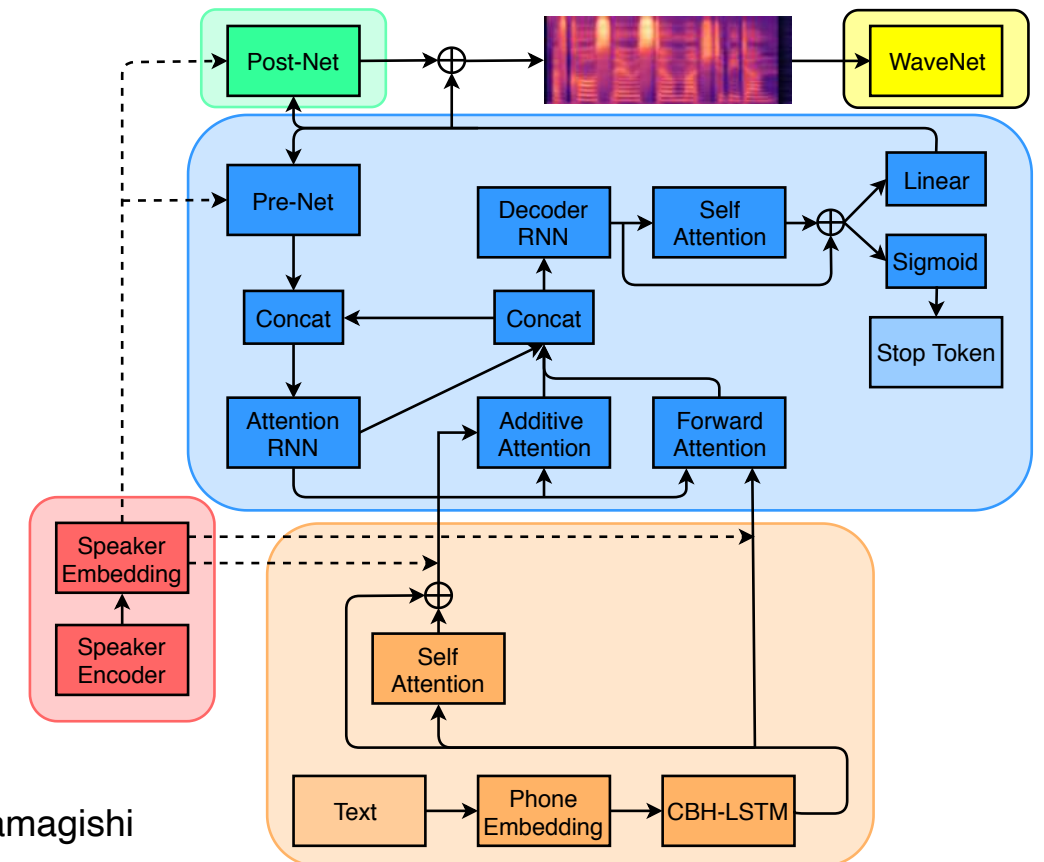 Post-Net
WaveNet
Pre-Net
Decoder
RNN
Self
Attention
Linear
Sigmoid
Concat
Concat
Stop Token
Attention
RNN
Additive
Attention
Forward
Attention
Speaker
Embedding
Speaker
Encoder
Self
Attention
Text
Phone
Embedding
CBH-LSTM
amagishi